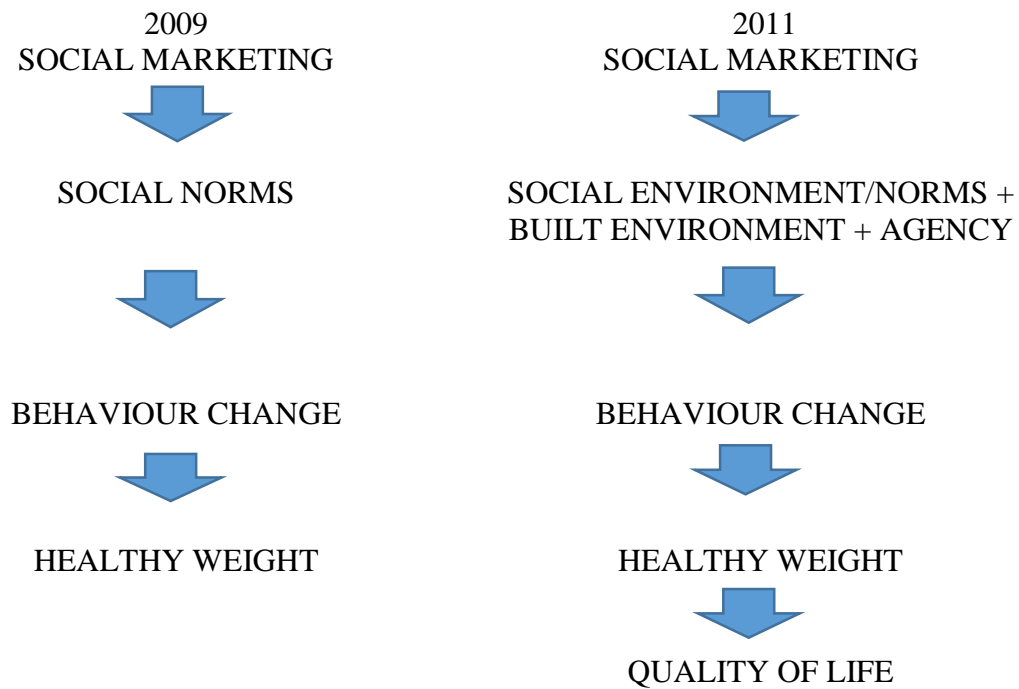 2009
SOCIAL MARKETING
SOCIAL NORMS
BEHAVIOUR CHANGE
HEALTHY WEIGHT
2011
SOCIAL MARKETING
SOCIAL ENVIRONMENT/NORMS +
BUILT ENVIRONMENT + AGENCY
BEHAVIOUR CHANGE
HEALTHY WEIGHT
QUALITY OF LIFE